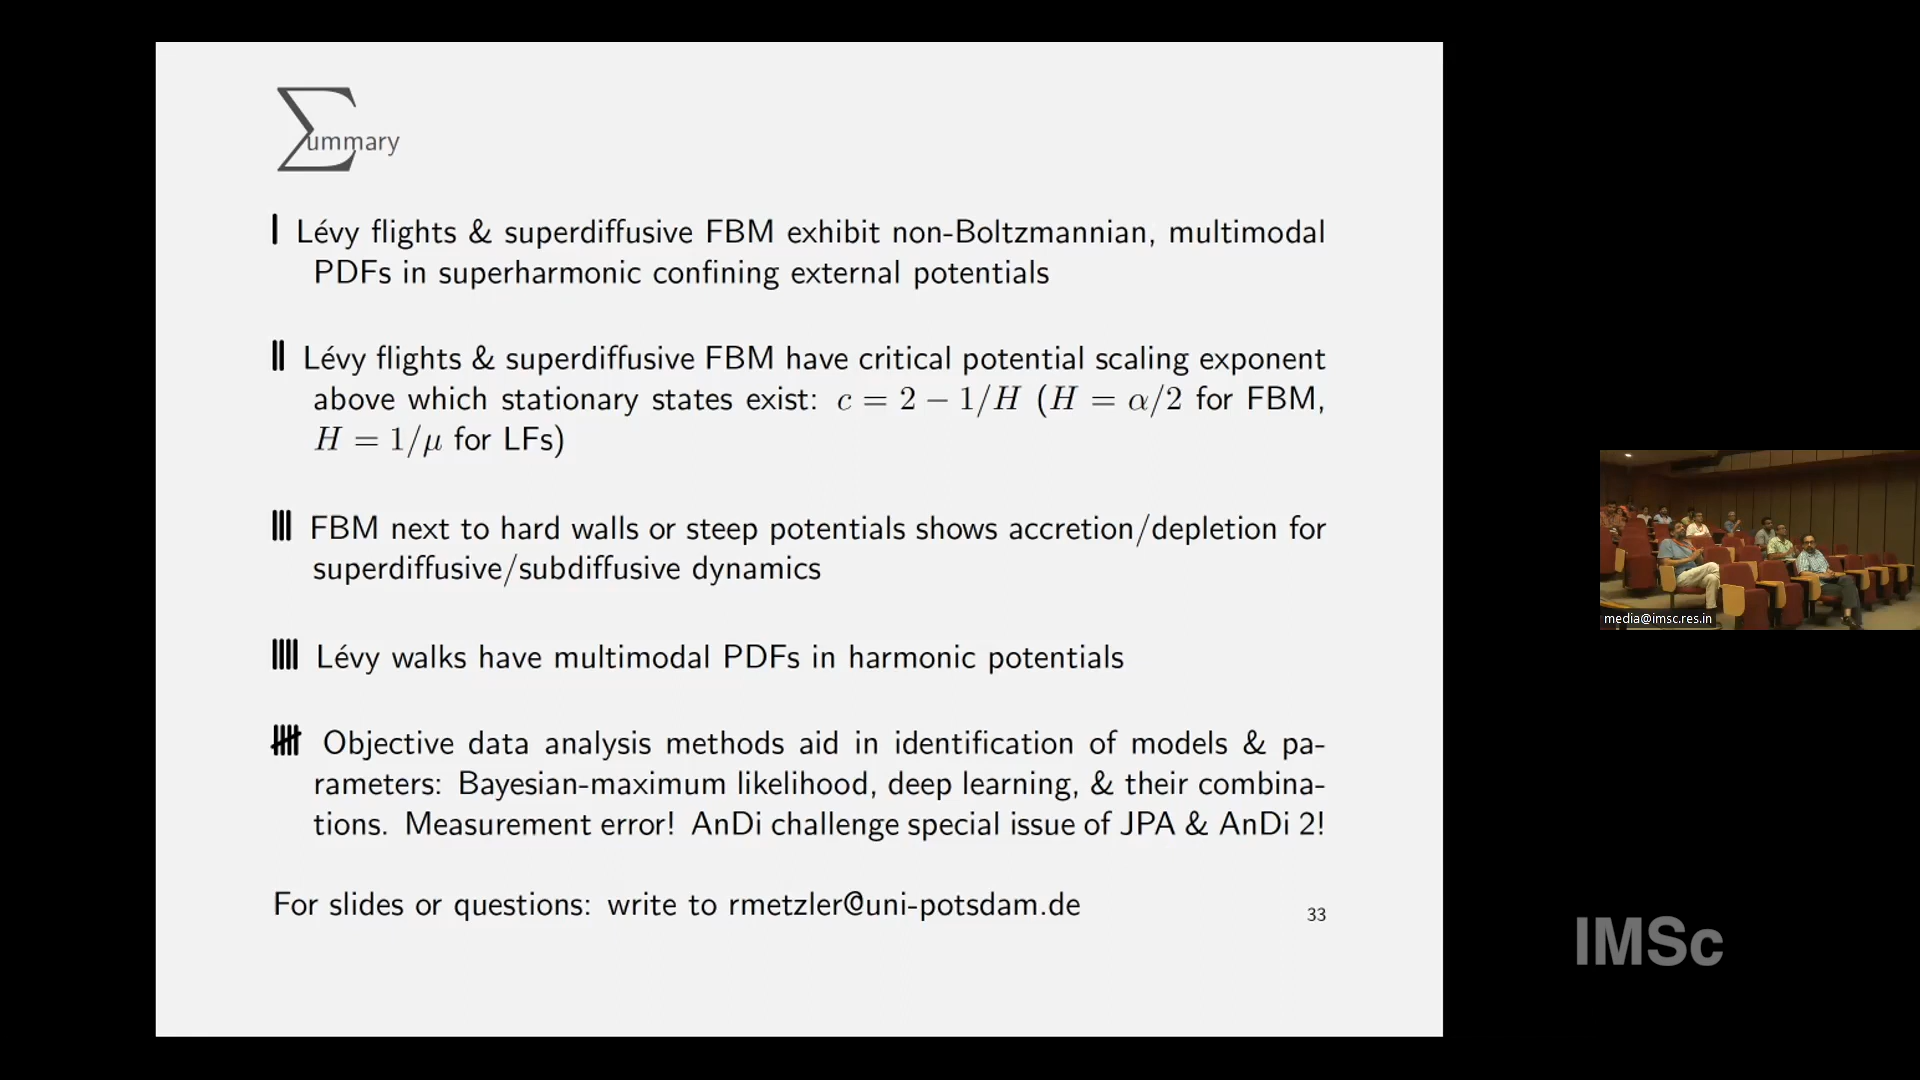 ∑ummary
Lévy flights & superdiffusive FBM exhibit non-Boltzmannian, multimodal
PDFs in superharmonic confining external potentials
Lévy flights & superdiffusive FBM have critical potential scaling exponent
above which stationary states exist: c = 2 − 1/H (H = α/2 for FBM,
H = 1/μ for LFs)
FBM next to hard walls or steep potentials shows accretion/depletion for
superdiffusive/subdiffusive dynamics
Lévy walks have multimodal PDFs in harmonic potentials
Objective data analysis methods aid in identification of models & pa-
rameters: Bayesian-maximum likelihood, deep learning, & their combina-
tions. Measurement error! AnDi challenge special issue of JPA & AnDi 2!
For slides or questions: write to rmetzler@uni-potsdam.de
33
media@imsc.res.in
IMSc